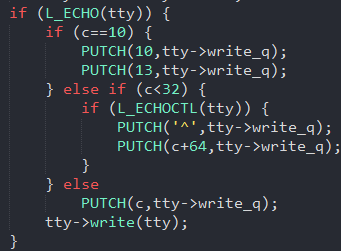 if (L_ECHO(tty)) {
    if (c==10) {
        PUTCH(10,tty->write_q);
        PUTCH(13,tty->write_q);
    } else if (c<32) {
        if (L_ECHOCTL(tty)) {
            PUTCH('^',tty->write_q);
            PUTCH(c+64,tty->write_q);
        }
    } else
        PUTCH(c,tty->write_q);
    tty->write(tty);
}